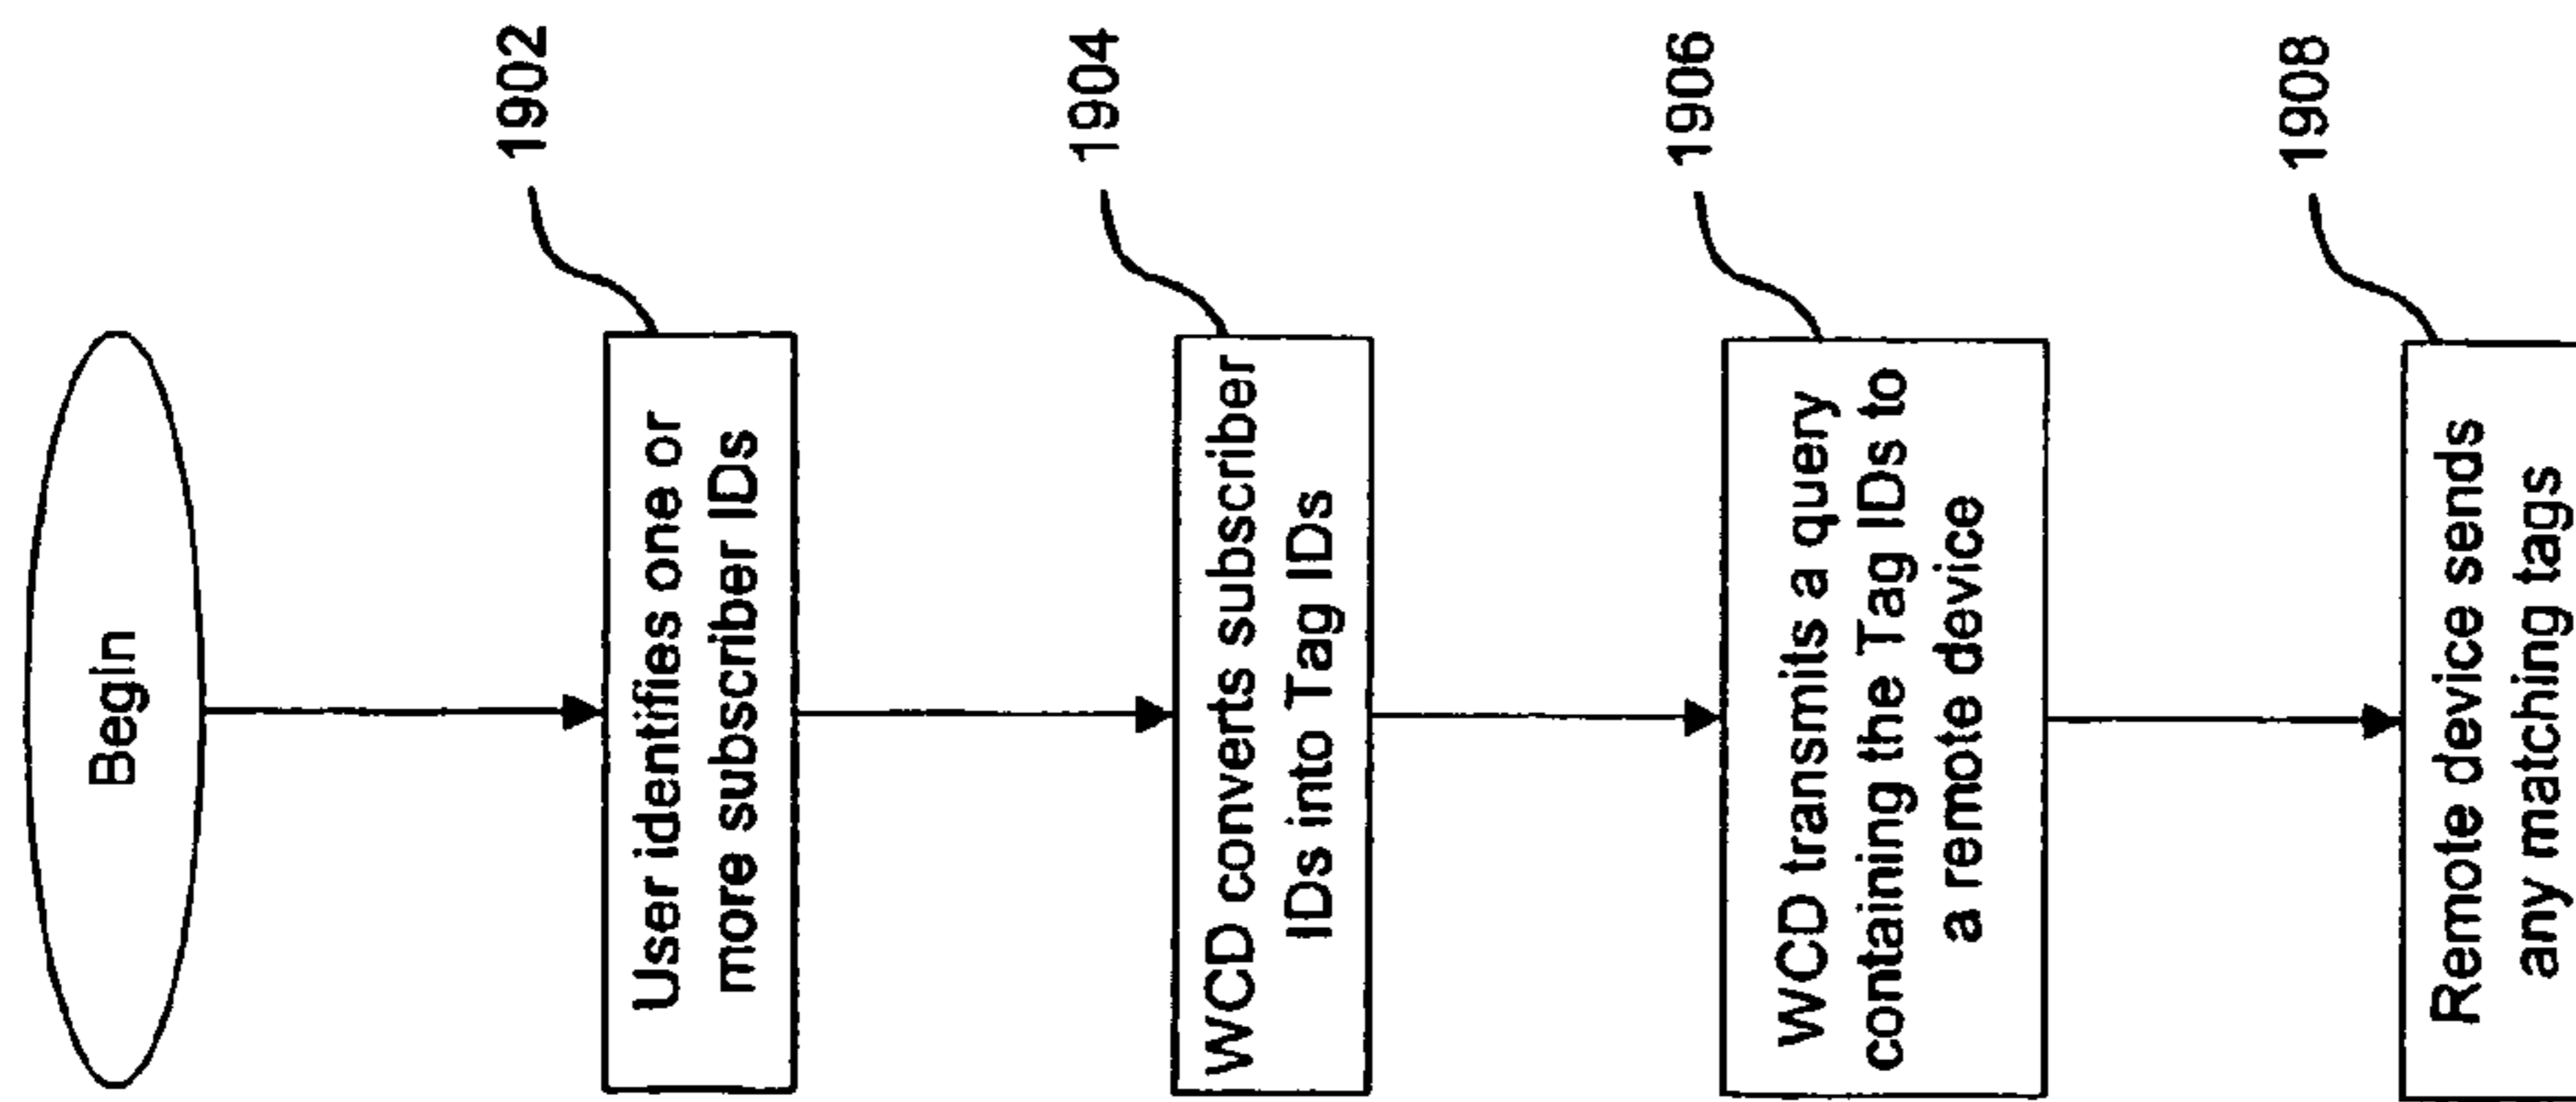 Begin
1902
User identifies one or
more subscriber IDs
1904
WCD converts subscriber
IDs into Tag IDs
1906
WCD transmits a query
containing the Tag IDs to
a remote device
1908
Remote device sends
any matching tags